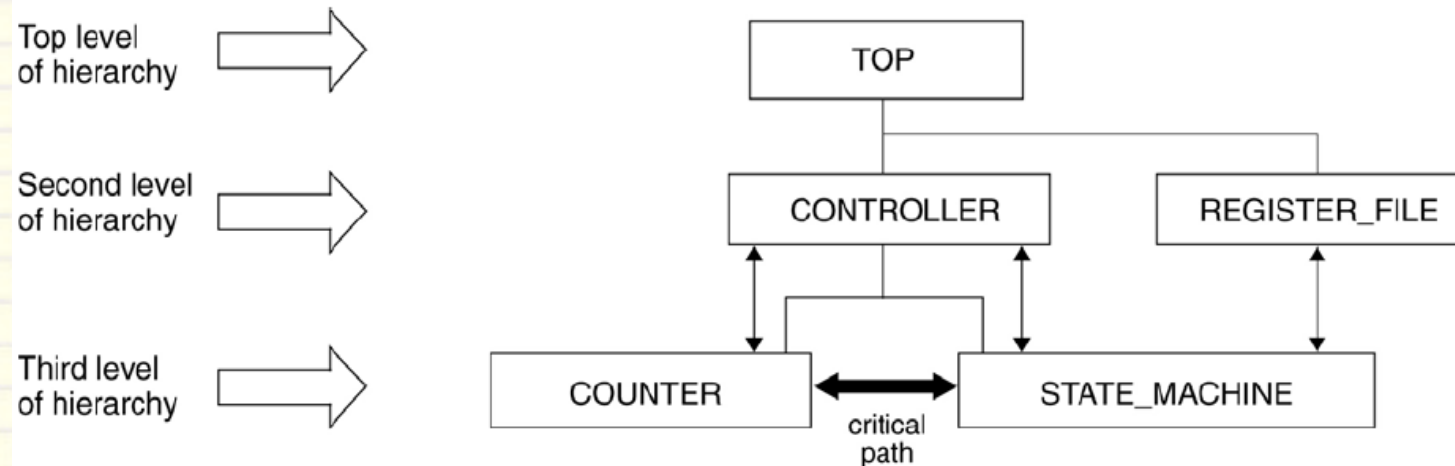 Top level
of hierarchy
TOP
Second level
of hierarchy
CONTROLLER
REGISTER_FILE
Third level
of hierarchy
COUNTER
critical
path
STATE_MACHINE